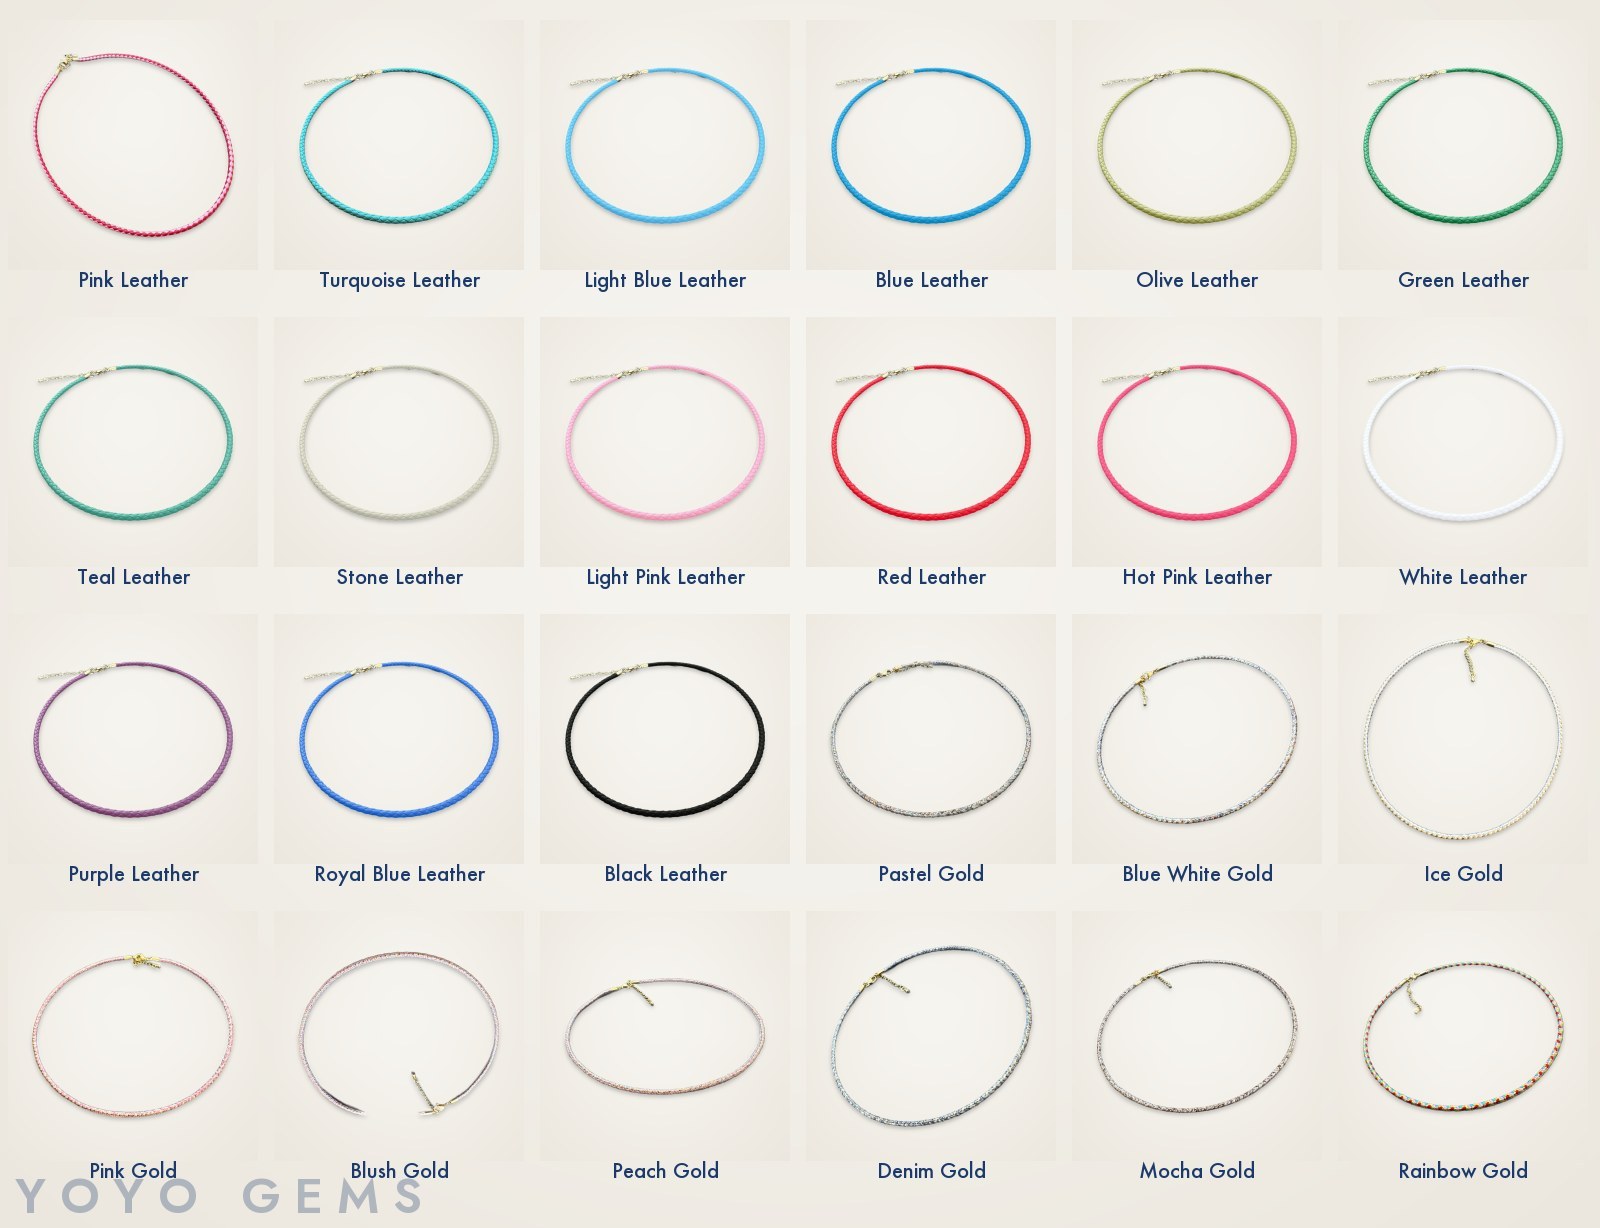 Pink Leather
Turquoise Leather
Light Blue Leather
Blue Leather
Olive Leather
Green Leather
Teal Leather
Stone Leather
Light Pink Leather
Red Leather
Hot Pink Leather
White Leather
Purple Leather
Royal Blue Leather
Black Leather
Pastel Gold
Blue White Gold
Ice Gold
Pink Gold
Blush Gold
Peach Gold
Denim Gold
Mocha Gold
Rainbow Gold
YOYO GEMS